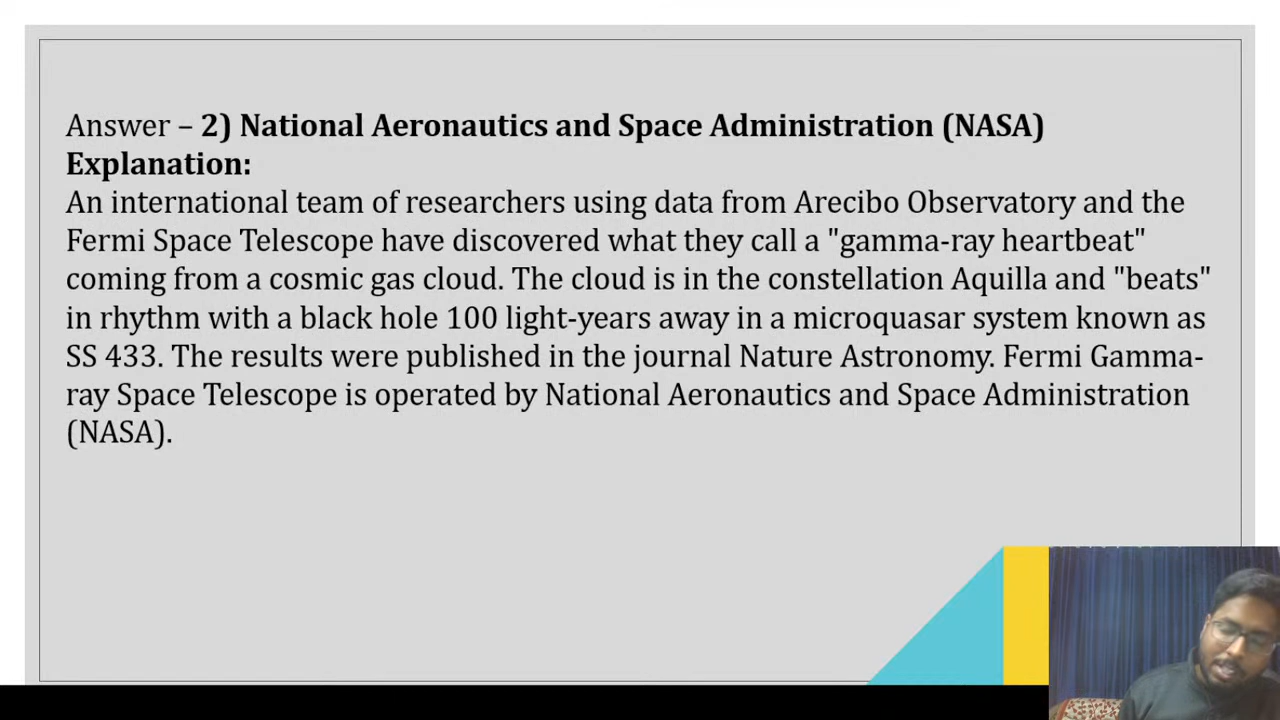 Answer – 2) National Aeronautics and Space Administration (NASA)
Explanation:
An international team of researchers using data from Arecibo Observatory and the
Fermi Space Telescope have discovered what they call a "gamma-ray heartbeat"
coming from a cosmic gas cloud. The cloud is in the constellation Aquilla and "beats"
in rhythm with a black hole 100 light-years away in a microquasar system known as
SS 433. The results were published in the journal Nature Astronomy. Fermi Gamma-
ray Space Telescope is operated by National Aeronautics and Space Administration
(NASA).